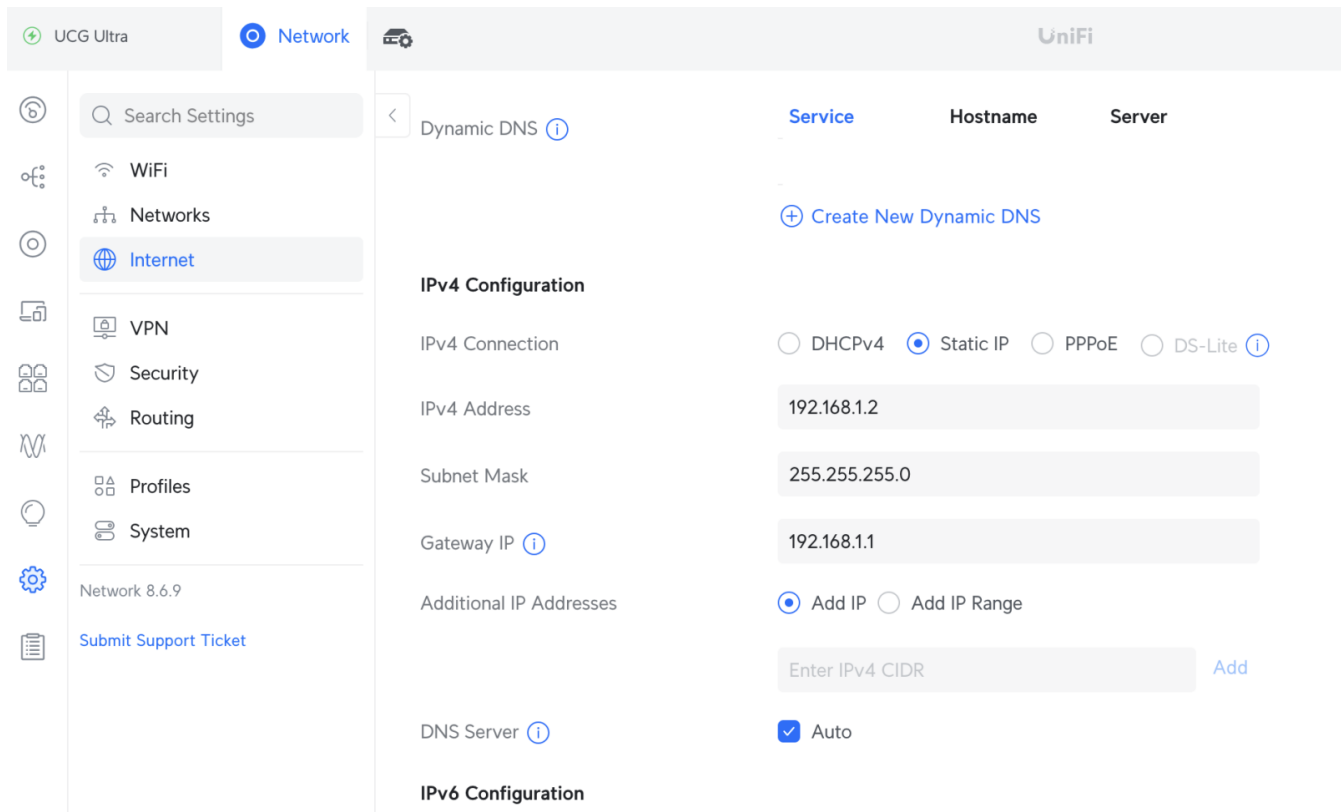 UCG Ultra
Network
UniFi
Search Settings
WiFi
Networks
Internet
VPN
Security
Routing
Profiles
System
Network 8.6.9
Submit Support Ticket
Dynamic DNS
Service Hostname Server
Create New Dynamic DNS
IPv4 Configuration
IPv4 Connection DHCPv4 Static IP PPPoE DS-Lite
IPv4 Address 192.168.1.2
Subnet Mask 255.255.255.0
Gateway IP 192.168.1.1
Additional IP Addresses Add IP Add IP Range
Enter IPv4 CIDR Add
DNS Server Auto
IPv6 Configuration